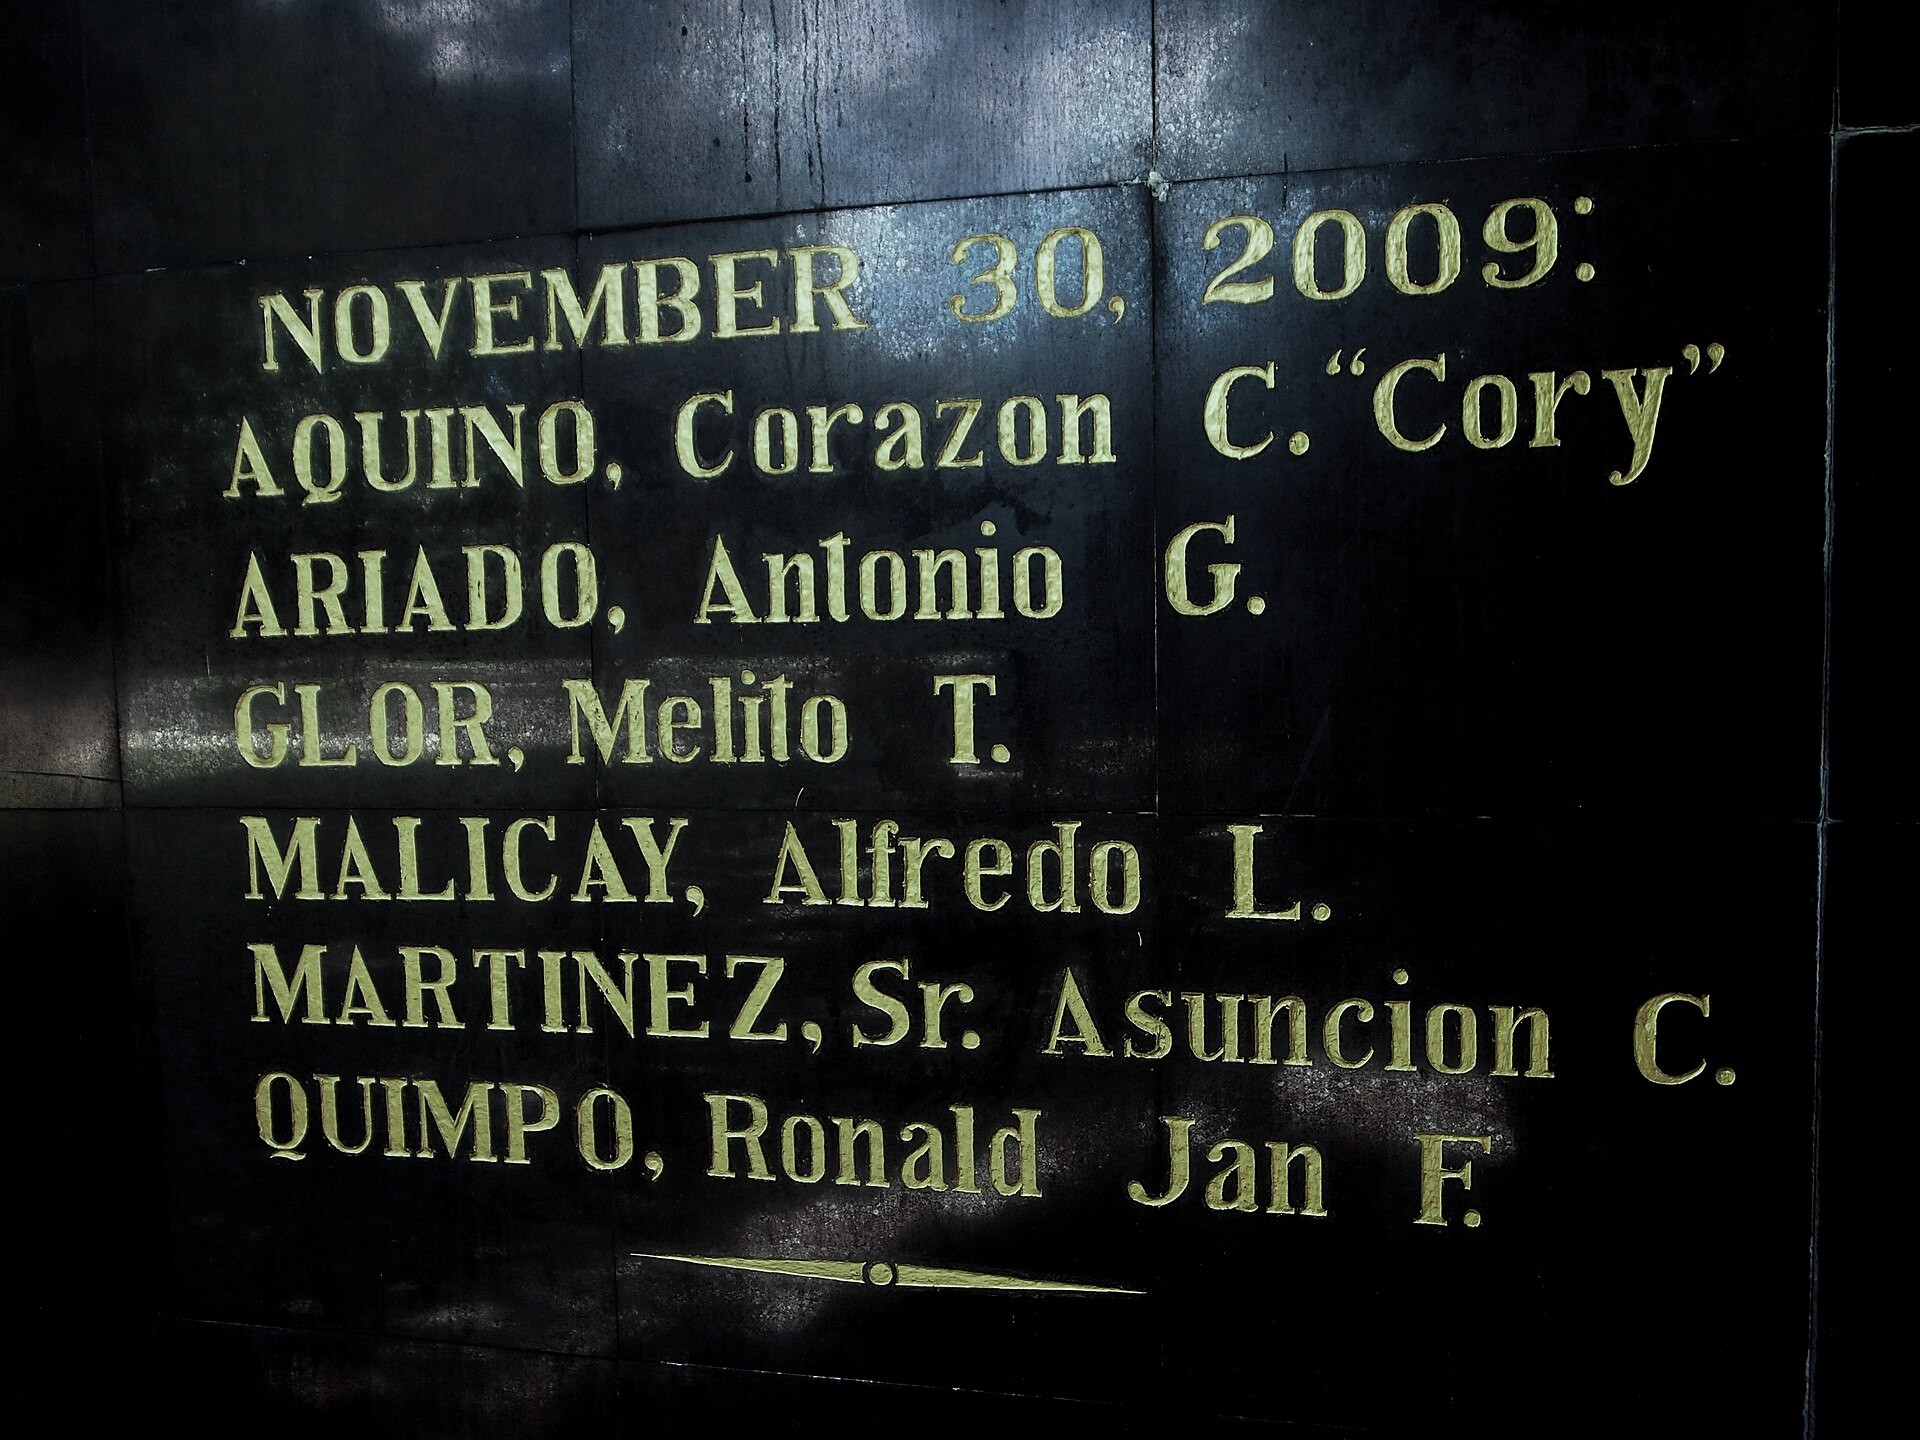 NOVEMBER 30, 2009:
AQUINO, Corazon C. “Cory”
ARIADO, Antonio G.
GLOR, Melito T.
MALICAY, Alfredo L.
MARTINEZ, Sr. Asuncion C.
QUIMPO, Ronald Jan F.